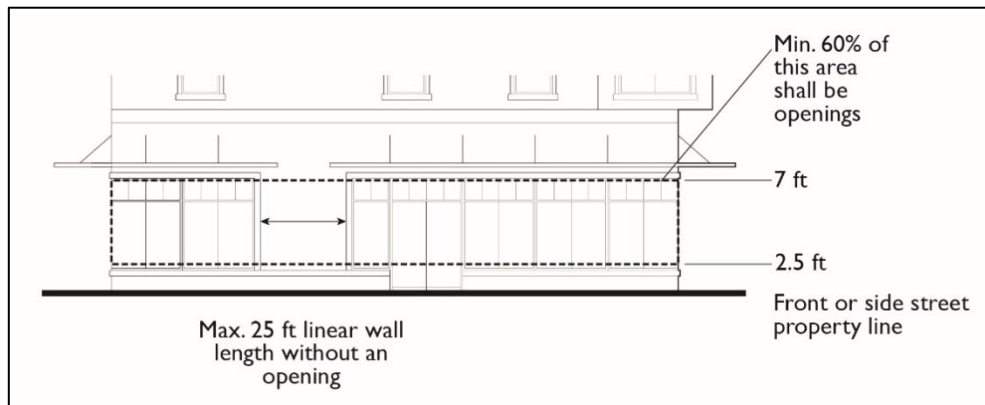 Min. 60% of
this area
shall be
openings
7 ft
2.5 ft
Front or side street
property line
Max. 25 ft linear wall
length without an
opening